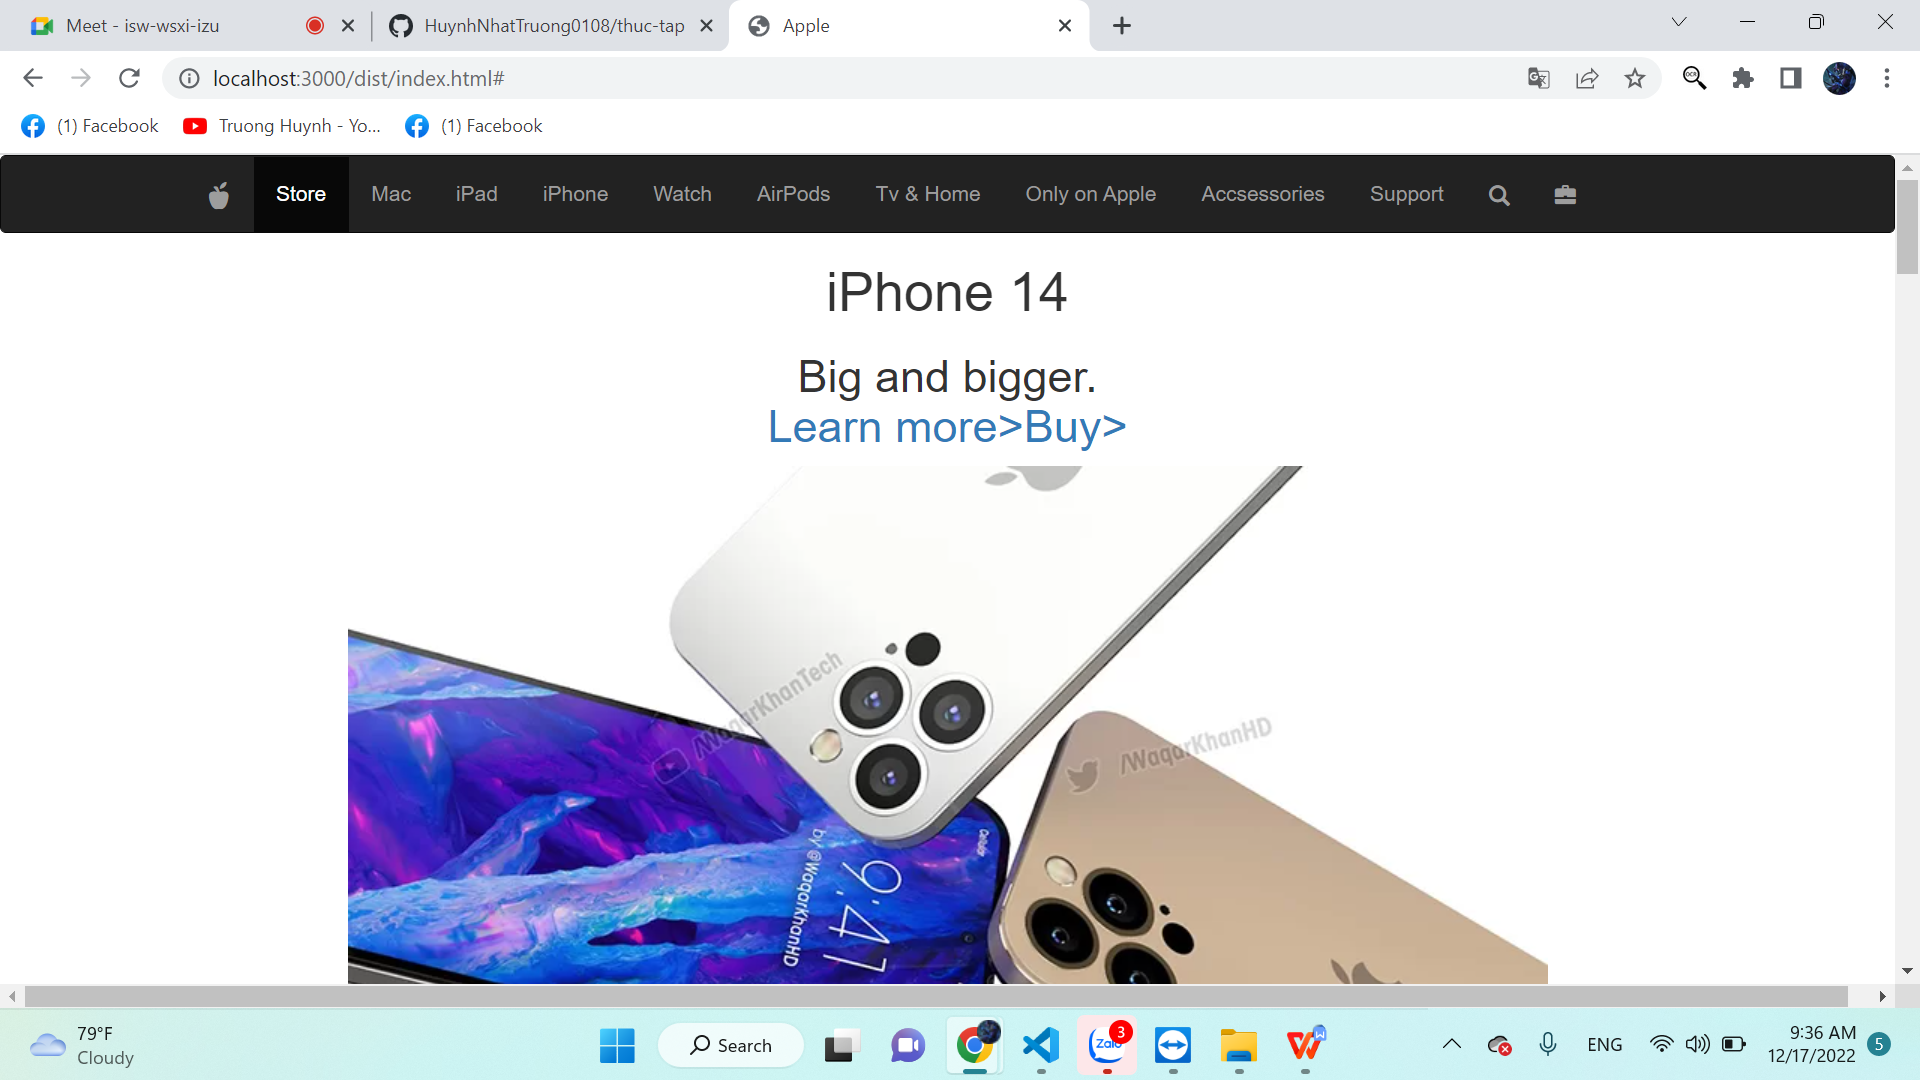 Meet - isw-wsxi-izu
HuynhNhatTruong0108/thuc-tap
Apple
localhost:3000/dist/index.html#
(1) Facebook
Truong Huynh - Yo...
(1) Facebook
Store Mac iPad iPhone Watch AirPods Tv & Home Only on Apple Accsessories Support
iPhone 14
Big and bigger.
Learn more>Buy>
/WaqarKhanTech
/WaqarKhanHD
by @WaqarKhanHD
9:47
79°F
Cloudy
Search
Zalo
3
W
ENG
9:36 AM
12/17/2022
5